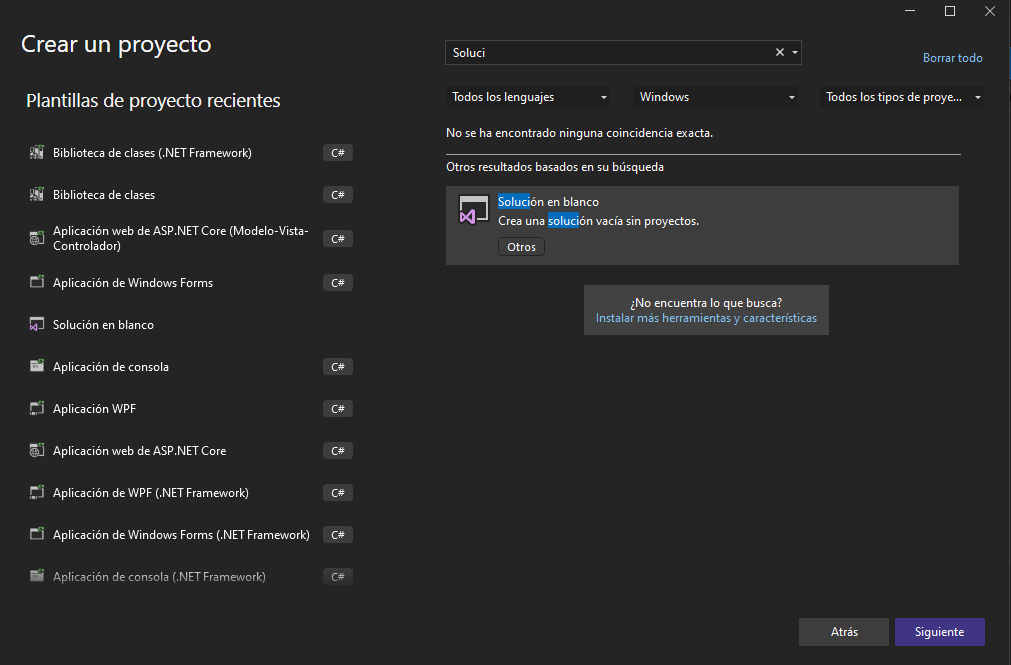 Crear un proyecto
Plantillas de proyecto recientes
Biblioteca de clases (.NET Framework) C#
Biblioteca de clases C#
Aplicación web de ASP.NET Core (Modelo-Vista-
Controlador) C#
Aplicación de Windows Forms C#
Solución en blanco
Aplicación de consola C#
Aplicación WPF C#
Aplicación web de ASP.NET Core C#
Aplicación de WPF (.NET Framework) C#
Aplicación de Windows Forms (.NET Framework) C#
Aplicación de consola (.NET Framework) C#
Soluci
Borrar todo
Todos los lenguajes Windows Todos los tipos de proye...
No se ha encontrado ninguna coincidencia exacta.
Otros resultados basados en su búsqueda
Solución en blanco
Crea una solución vacía sin proyectos.
Otros
¿No encuentra lo que busca?
Instalar más herramientas y características
Atrás Siguiente